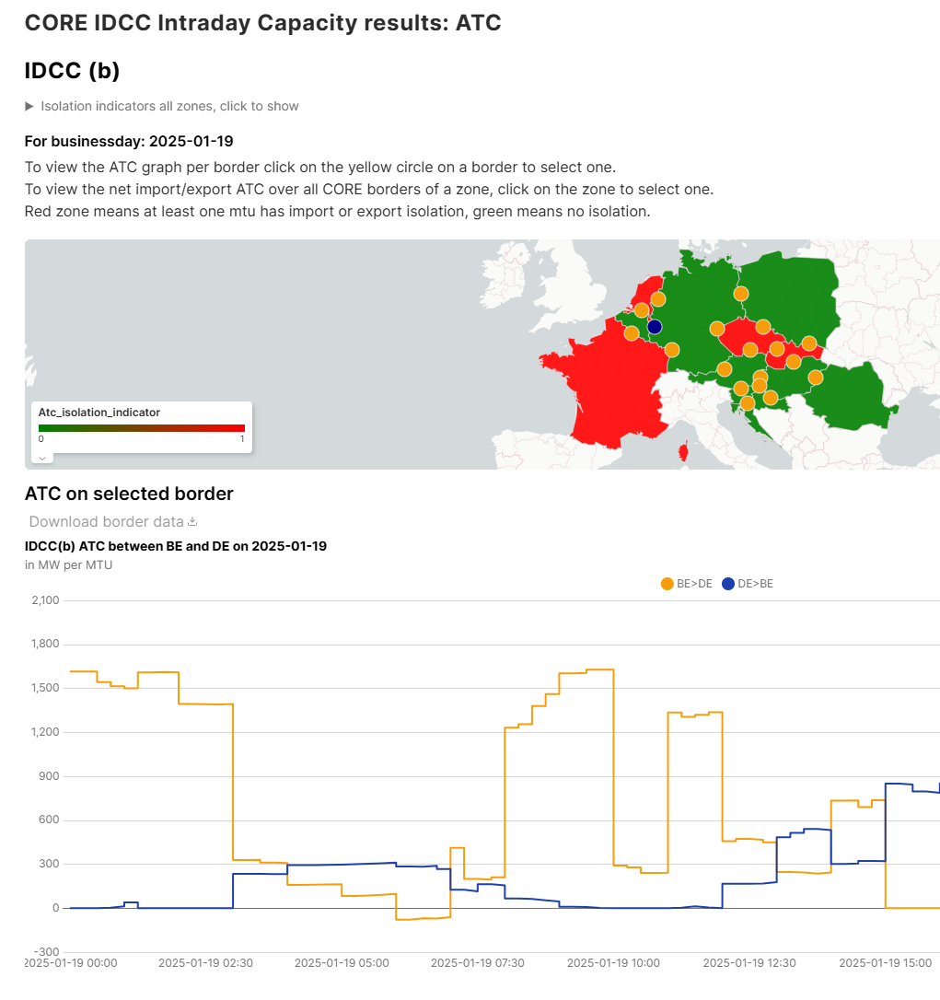 CORE IDCC Intraday Capacity results: ATC
IDCC (b)
Isolation indicators all zones, click to show
For businessday: 2025-01-19
To view the ATC graph per border click on the yellow circle on a border to select one.
To view the net import/export ATC over all CORE borders of a zone, click on the zone to select one.
Red zone means at least one mtu has import or export isolation, green means no isolation.
Atc_isolation_indicator
0 1
ATC on selected border
Download border data
IDCC(b) ATC between BE and DE on 2025-01-19
in MW per MTU
BE>DE DE>BE
2,100
1,800
1,500
1,200
900
600
300
0
-300
2025-01-19 00:00 2025-01-19 02:30 2025-01-19 05:00 2025-01-19 07:30 2025-01-19 10:00 2025-01-19 12:30 2025-01-19 15:00